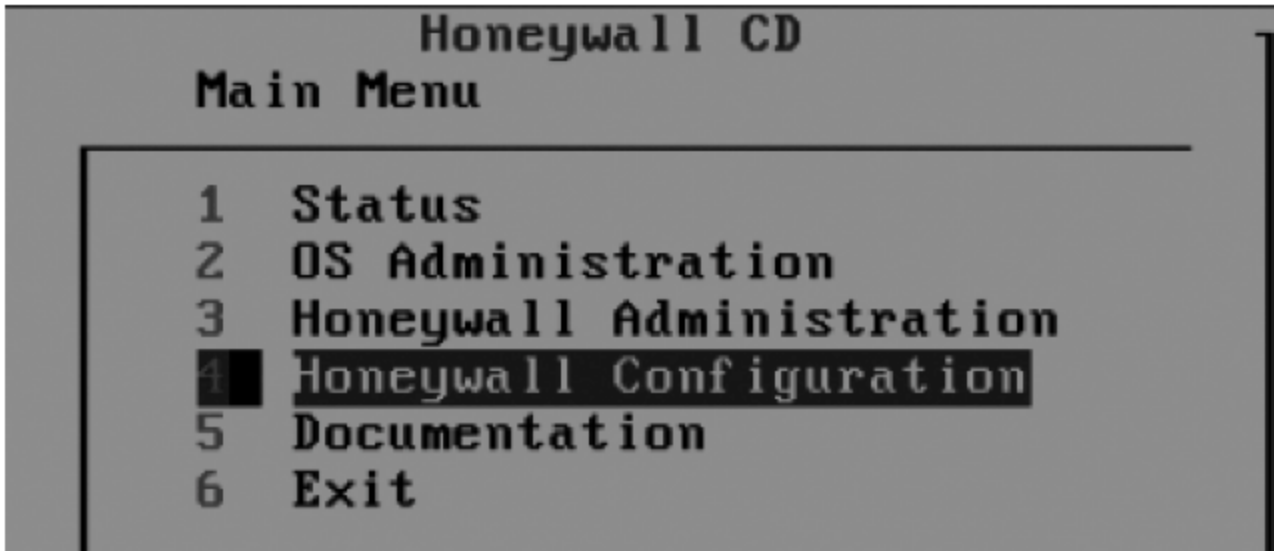 Honeywall CD
Main Menu
1 Status
2 OS Administration
3 Honeywall Administration
4 Honeywall Configuration
5 Documentation
6 Exit